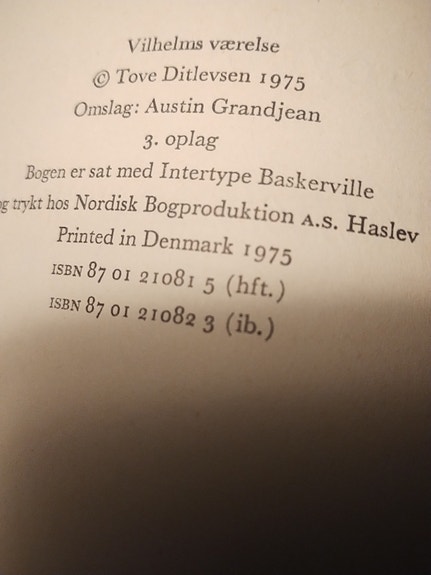 Vilhelms værelse
© Tove Ditlevsen 1975
Omslag: Austin Grandjean
3. oplag
Bogen er sat med Intertype Baskerville
og trykt hos Nordisk Bogproduktion A.S. Haslev
Printed in Denmark 1975
ISBN 87 01 21081 5 (hft.)
ISBN 87 01 21082 3 (ib.)